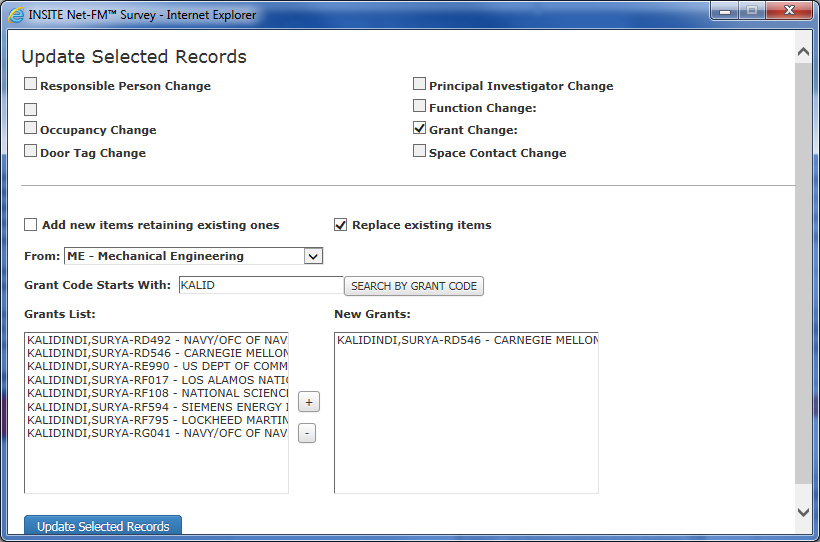 INSITE Net-FM™ Survey - Internet Explorer
Update Selected Records
Responsible Person Change
Principal Investigator Change
Function Change:
Occupancy Change
Grant Change:
Door Tag Change
Space Contact Change
Add new items retaining existing ones
Replace existing items
From: ME - Mechanical Engineering
Grant Code Starts With: KALID SEARCH BY GRANT CODE
Grants List:
New Grants:
KALIDINDI,SURYA-RD492 - NAVY/OFC OF NAV
KALIDINDI,SURYA-RD546 - CARNEGIE MELLON
KALIDINDI,SURYA-RE990 - US DEPT OF COMM
KALIDINDI,SURYA-RF017 - LOS ALAMOS NATIO
KALIDINDI,SURYA-RF108 - NATIONAL SCIENC
KALIDINDI,SURYA-RF594 - SIEMENS ENERGY I
KALIDINDI,SURYA-RF795 - LOCKHEED MARTIN
KALIDINDI,SURYA-RG041 - NAVY/OFC OF NAV
+
-
KALIDINDI,SURYA-RD546 - CARNEGIE MELLON
Update Selected Records